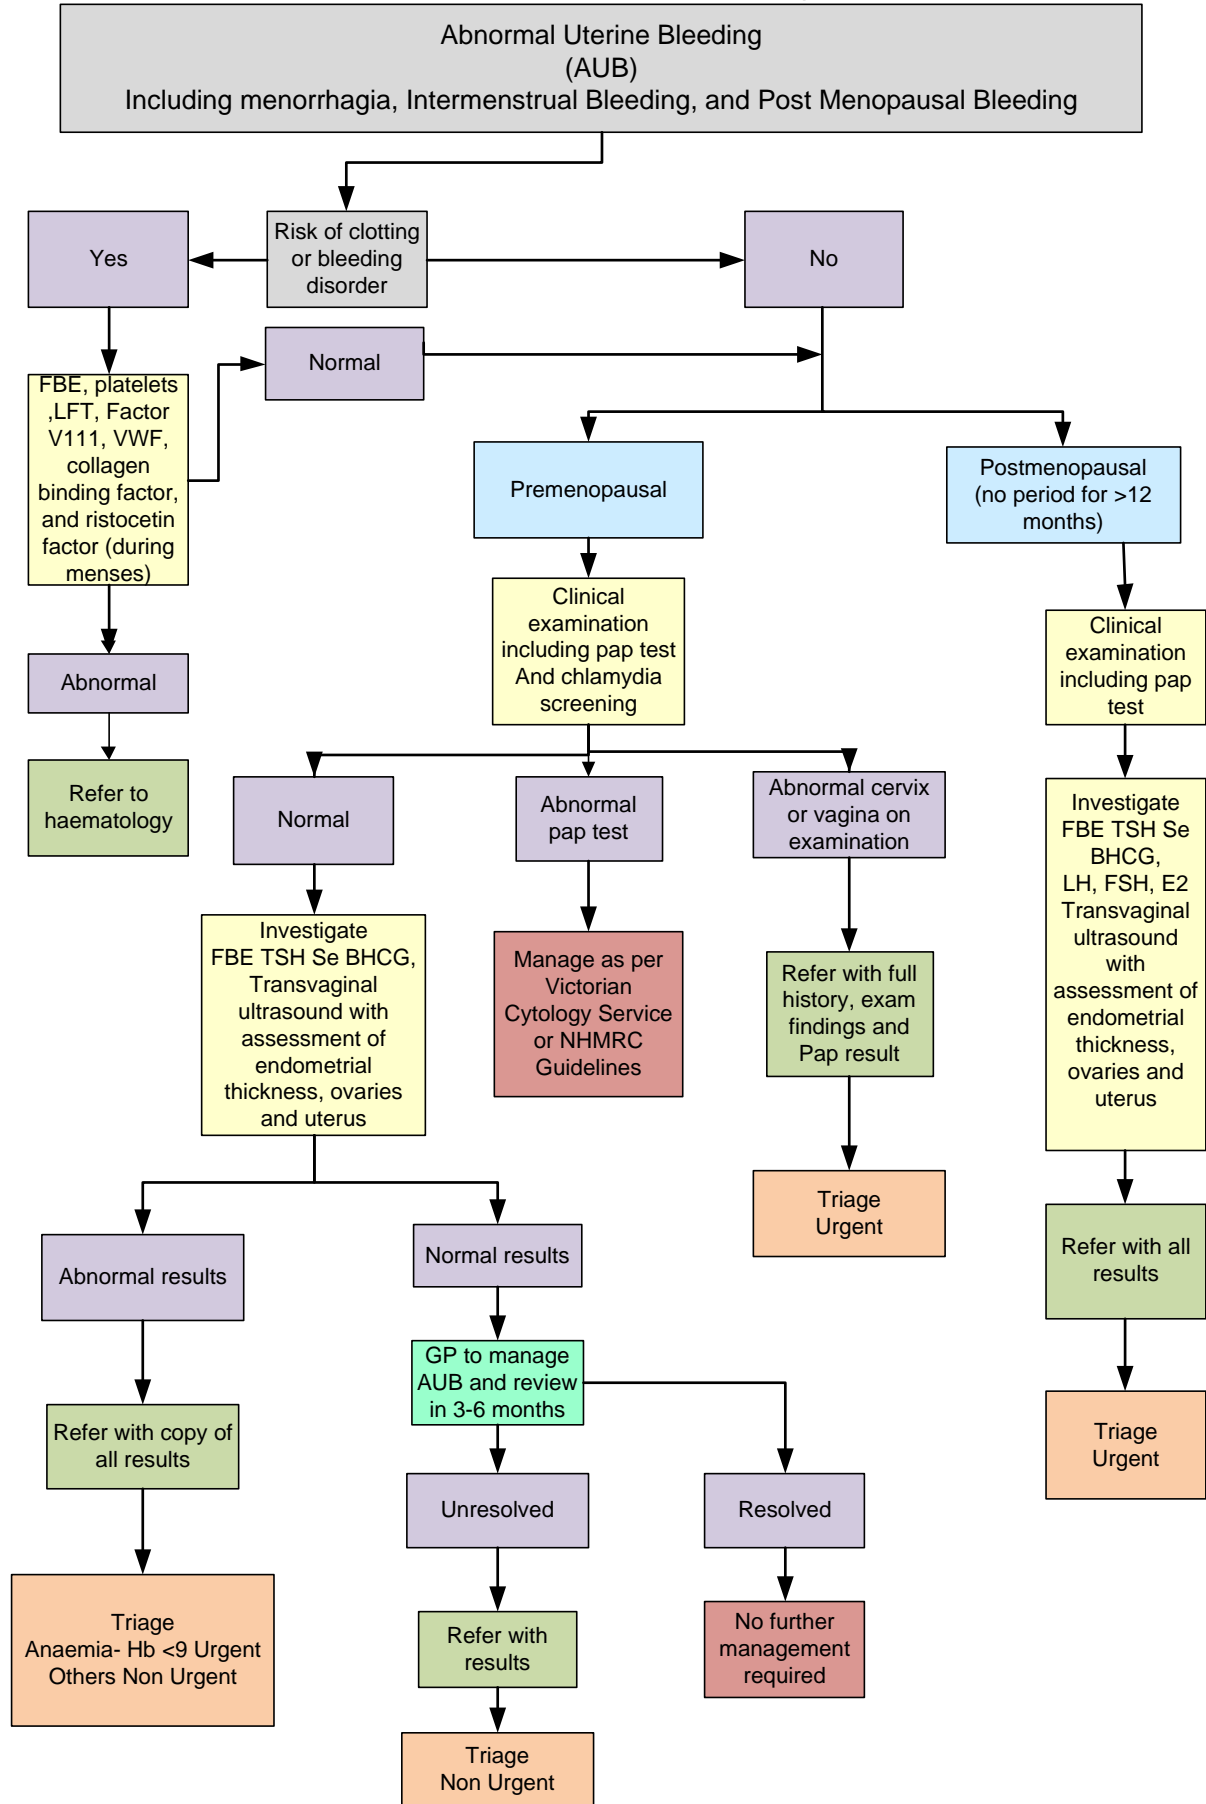 Abnormal Uterine Bleeding
(AUB)
Including menorrhagia, Intermenstrual Bleeding, and Post Menopausal Bleeding
Yes
Risk of clotting
or bleeding
disorder
No
Normal
FBE, platelets
,LFT, Factor
V111, VWF,
collagen
binding factor,
and ristocetin
factor (during
menses)
Premenopausal
Postmenopausal
(no period for >12
months)
Abnormal
Refer to
haematology
Clinical
examination
including pap test
And chlamydia
screening
Clinical
examination
including pap
test
Normal
Abnormal
pap test
Abnormal cervix
or vagina on
examination
Investigate
FBE TSH Se
BHCG,
LH, FSH, E2
Transvaginal
ultrasound
with
assessment of
endometrial
thickness,
ovaries and
uterus
Investigate
FBE TSH Se BHCG,
Transvaginal
ultrasound with
assessment of
endometrial
thickness, ovaries
and uterus
Manage as per
Victorian
Cytology Service
or NHMRC
Guidelines
Refer with full
history, exam
findings and
Pap result
Triage
Urgent
Abnormal results
Normal results
Refer with all
results
GP to manage
AUB and review
in 3-6 months
Refer with copy of
all results
Triage
Urgent
Unresolved
Resolved
Triage
Anaemia- Hb <9 Urgent
Others Non Urgent
Refer with
results
No further
management
required
Triage
Non Urgent